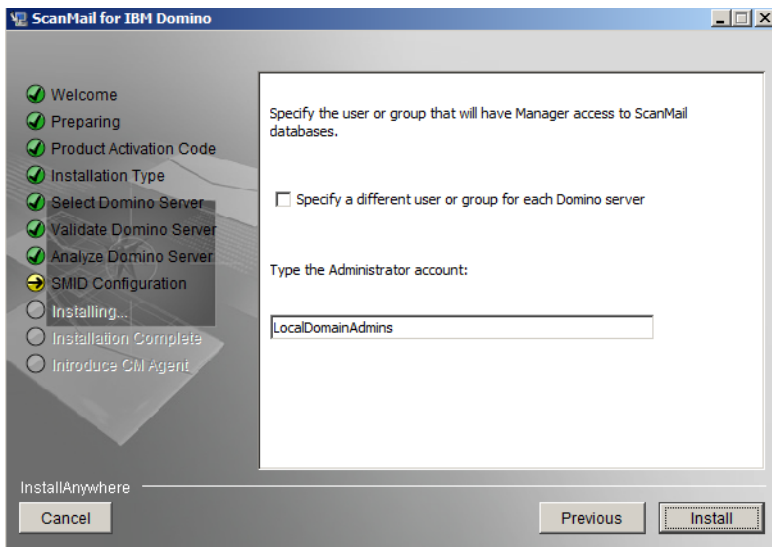 ScanMail for IBM Domino
Welcome
Preparing
Product Activation Code
Installation Type
Select Domino Server
Validate Domino Server
Analyze Domino Server
SMID Configuration
Installing...
Installation Complete
Introduce CM Agent
Specify the user or group that will have Manager access to ScanMail
databases.
Specify a different user or group for each Domino server
Type the Administrator account:
LocalDomainAdmins
InstallAnywhere
Cancel
Previous
Install